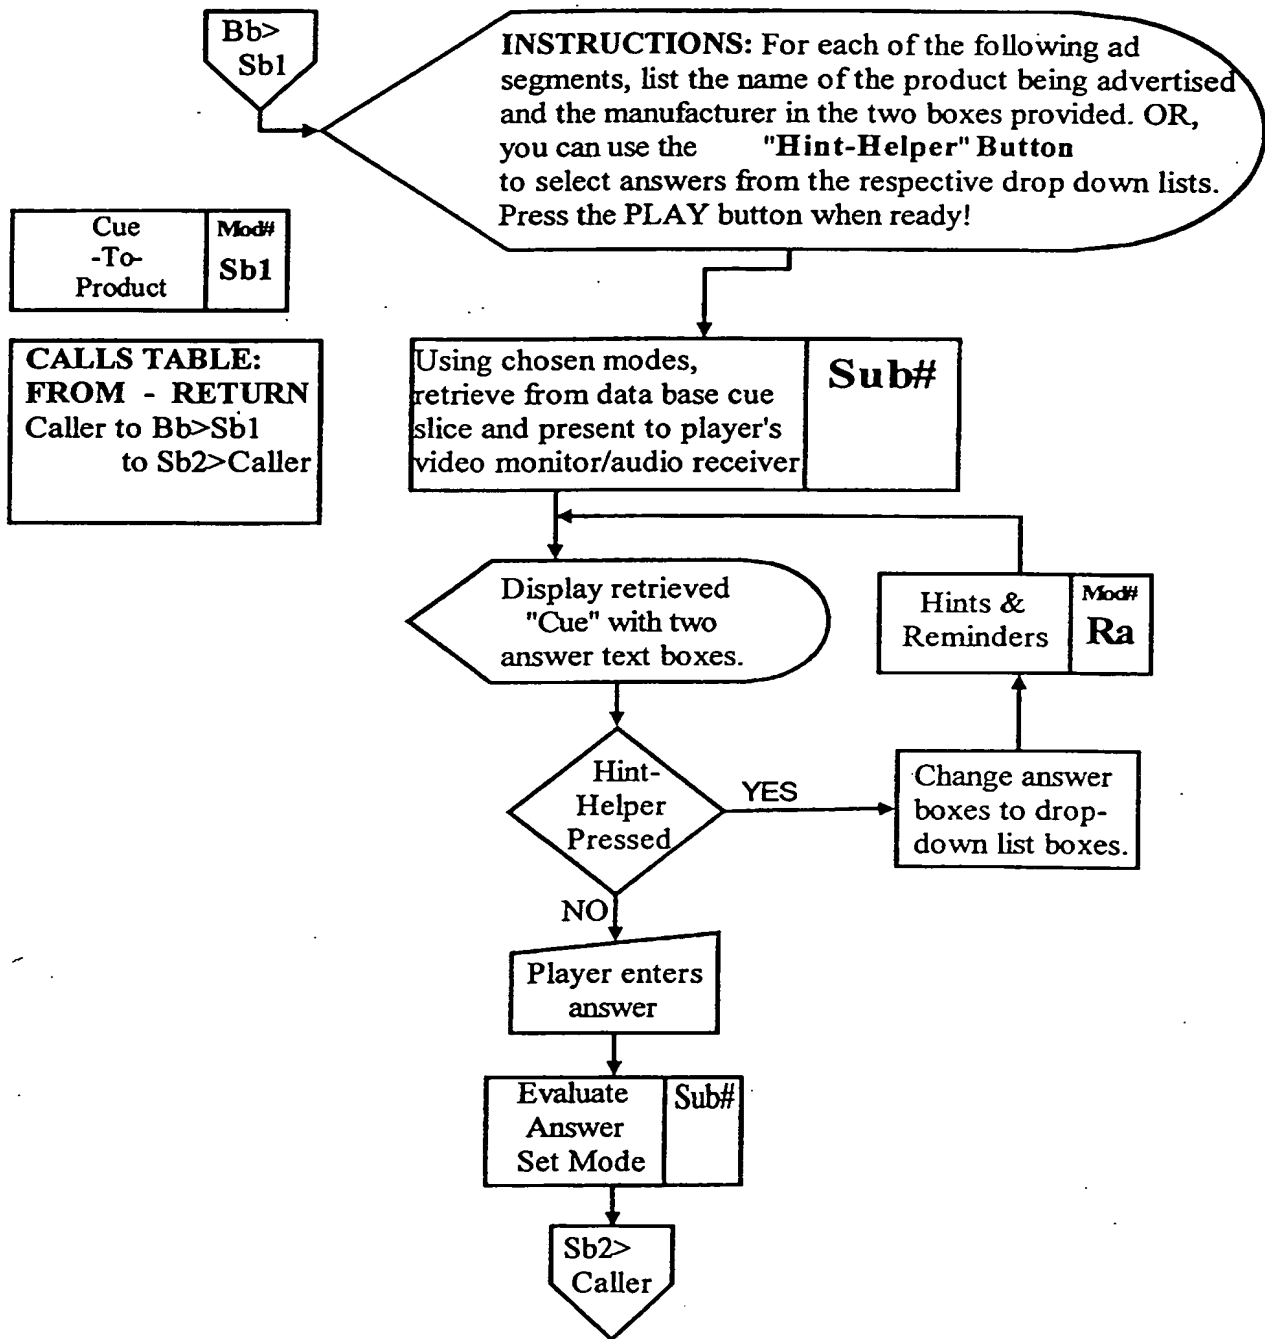 Bb>
Sb1
INSTRUCTIONS: For each of the following ad
segments, list the name of the product being advertised
and the manufacturer in the two boxes provided. OR,
you can use the "Hint-Helper" Button
to select answers from the respective drop down lists.
Press the PLAY button when ready!
Cue
-To-
Product
Mod#
Sb1
CALLS TABLE:
FROM - RETURN
Caller to Bb>Sb1
to Sb2>Caller
Using chosen modes,
retrieve from data base cue
slice and present to player's
video monitor/audio receiver
Sub#
Display retrieved
"Cue" with two
answer text boxes.
Hints &
Reminders
Mod#
Ra
Hint-
Helper
Pressed
YES
Change answer
boxes to drop-
down list boxes.
NO
Player enters
answer
Evaluate
Answer
Set Mode
Sub#
Sb2>
Caller